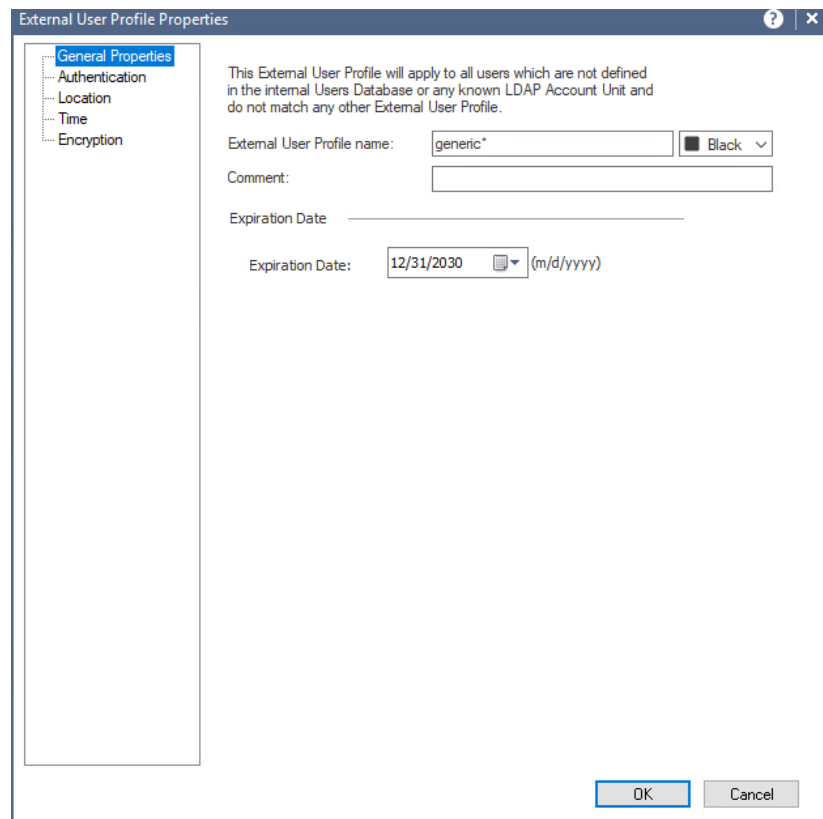 External User Profile Properties
?
General Properties
Authentication
Location
Time
Encryption
This External User Profile will apply to all users which are not defined
in the internal Users Database or any known LDAP Account Unit and
do not match any other External User Profile.
External User Profile name: generic* Black
Comment:
Expiration Date
Expiration Date: 12/31/2030 (m/d/yyyy)
OK Cancel